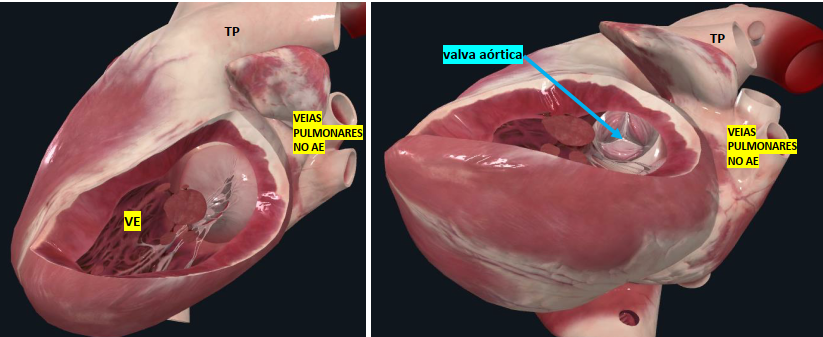 TP
VEIAS
PULMONARES
NO AE
VE
valva aórtica
TP
VEIAS
PULMONARES
NO AE